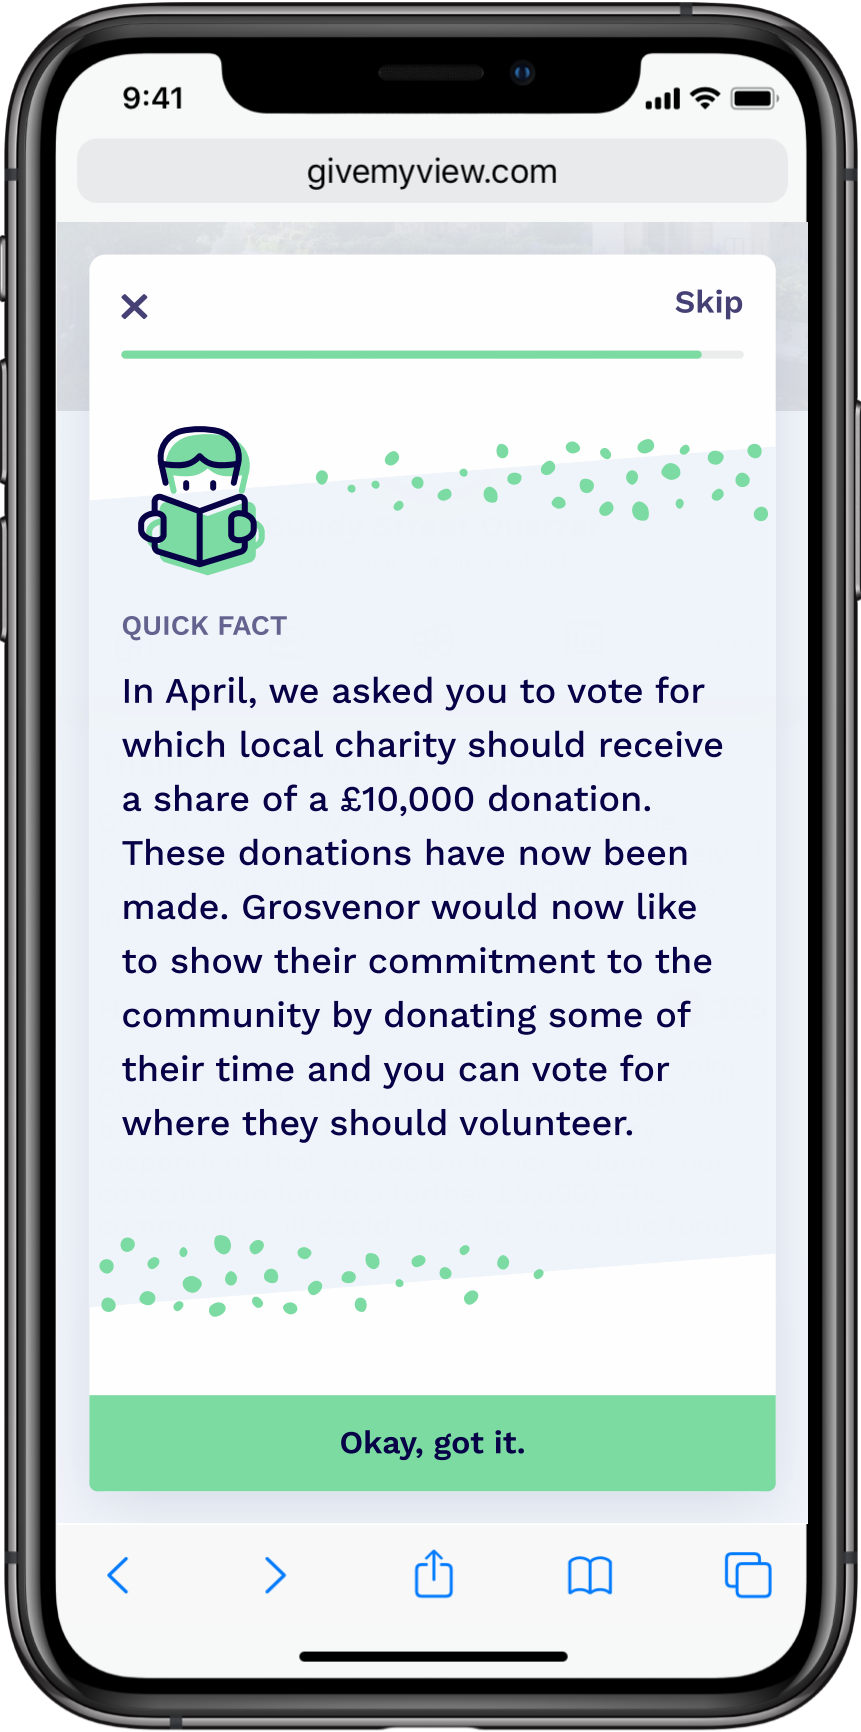 9:41
givemyview.com
Skip
QUICK FACT
In April, we asked you to vote for
which local charity should receive
a share of a £10,000 donation.
These donations have now been
made. Grosvenor would now like
to show their commitment to the
community by donating some of
their time and you can vote for
where they should volunteer.
Okay, got it.